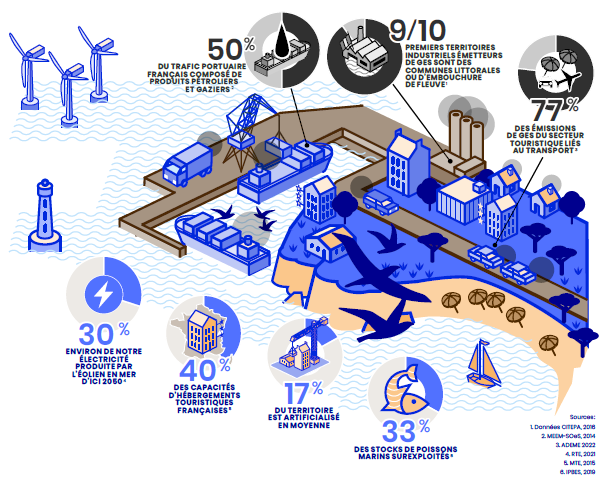 50%
DU TRAFIC PORTUAIRE
FRANÇAIS COMPOSÉ DE
PRODUITS PÉTROLIERS
ET GAZIERS ²
9/10
PREMIERS TERRITOIRES
INDUSTRIELS ÉMETTEURS
DE GES SONT DES
COMMUNES LITTORALES
OU D'EMBOUCHURE
DE FLEUVE¹
77%
DES ÉMISSIONS
DE GES DU SECTEUR
TOURISTIQUE LIÉS
AU TRANSPORT³
30%
ENVIRON DE NOTRE
ÉLECTRICITÉ
PRODUITE PAR
L'ÉOLIEN EN MER
D'ICI 2050⁴
40%
DES CAPACITÉS
D'HÉBERGEMENTS
TOURISTIQUES
FRANÇAISES⁵
17%
DU TERRITOIRE
EST ARTIFICIALISÉ
EN MOYENNE
33%
DES STOCKS DE POISSONS
MARINS SUREXPLOITÉS⁶
Sources:
1. Données CITEPA, 2016
2. MEEM-SOeS, 2014
3. ADEME 2022
4. RTE, 2021
5. MTE, 2015
6. IPBES, 2019